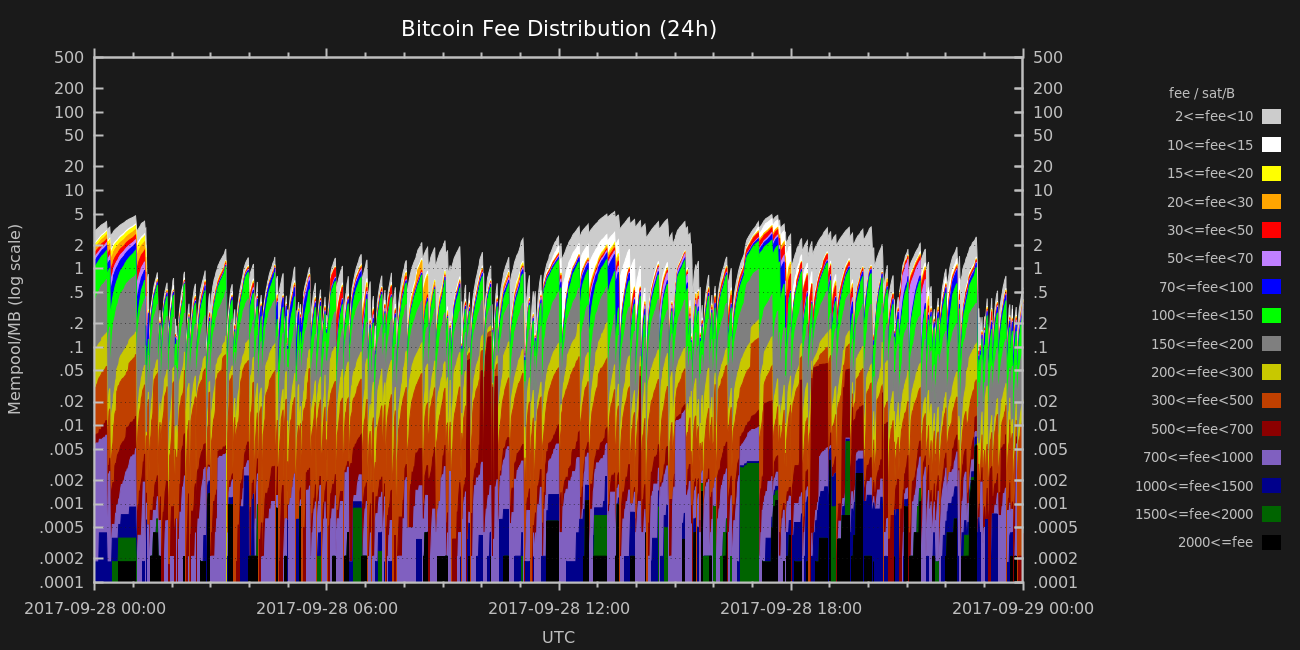 Bitcoin Fee Distribution (24h)
500 500
200 200
100 100
50 50
20 20
10 10
5 5
2 2
1 1
.5 .5
.2 .2
.1 .1
.05 .05
.02 .02
.01 .01
.005 .005
.002 .002
.001 .001
.0005 .0005
.0002 .0002
.0001 .0001
Mempool/MB (log scale)
2017-09-28 00:00 2017-09-28 06:00 2017-09-28 12:00 2017-09-28 18:00 2017-09-29 00:00
UTC
fee / sat/B
2<=fee<10
10<=fee<15
15<=fee<20
20<=fee<30
30<=fee<50
50<=fee<70
70<=fee<100
100<=fee<150
150<=fee<200
200<=fee<300
300<=fee<500
500<=fee<700
700<=fee<1000
1000<=fee<1500
1500<=fee<2000
2000<=fee